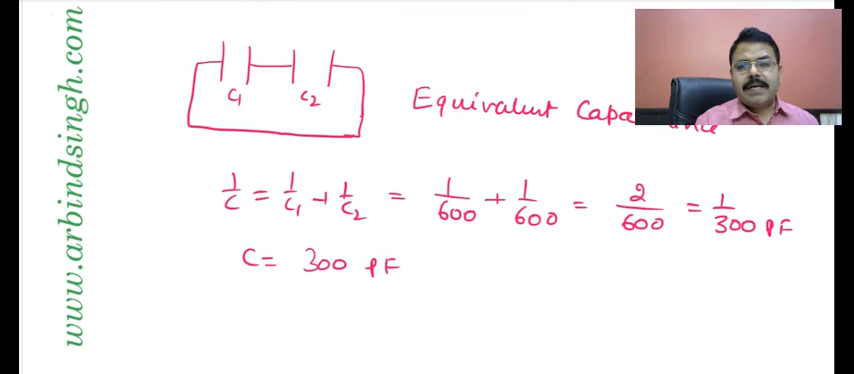 www.arbindsingh.com
C1 C2
Equivalent
1/C = 1/C1 + 1/C2 = 1/600 + 1/600 = 2/600 = 1/300 PF
C = 300 PF